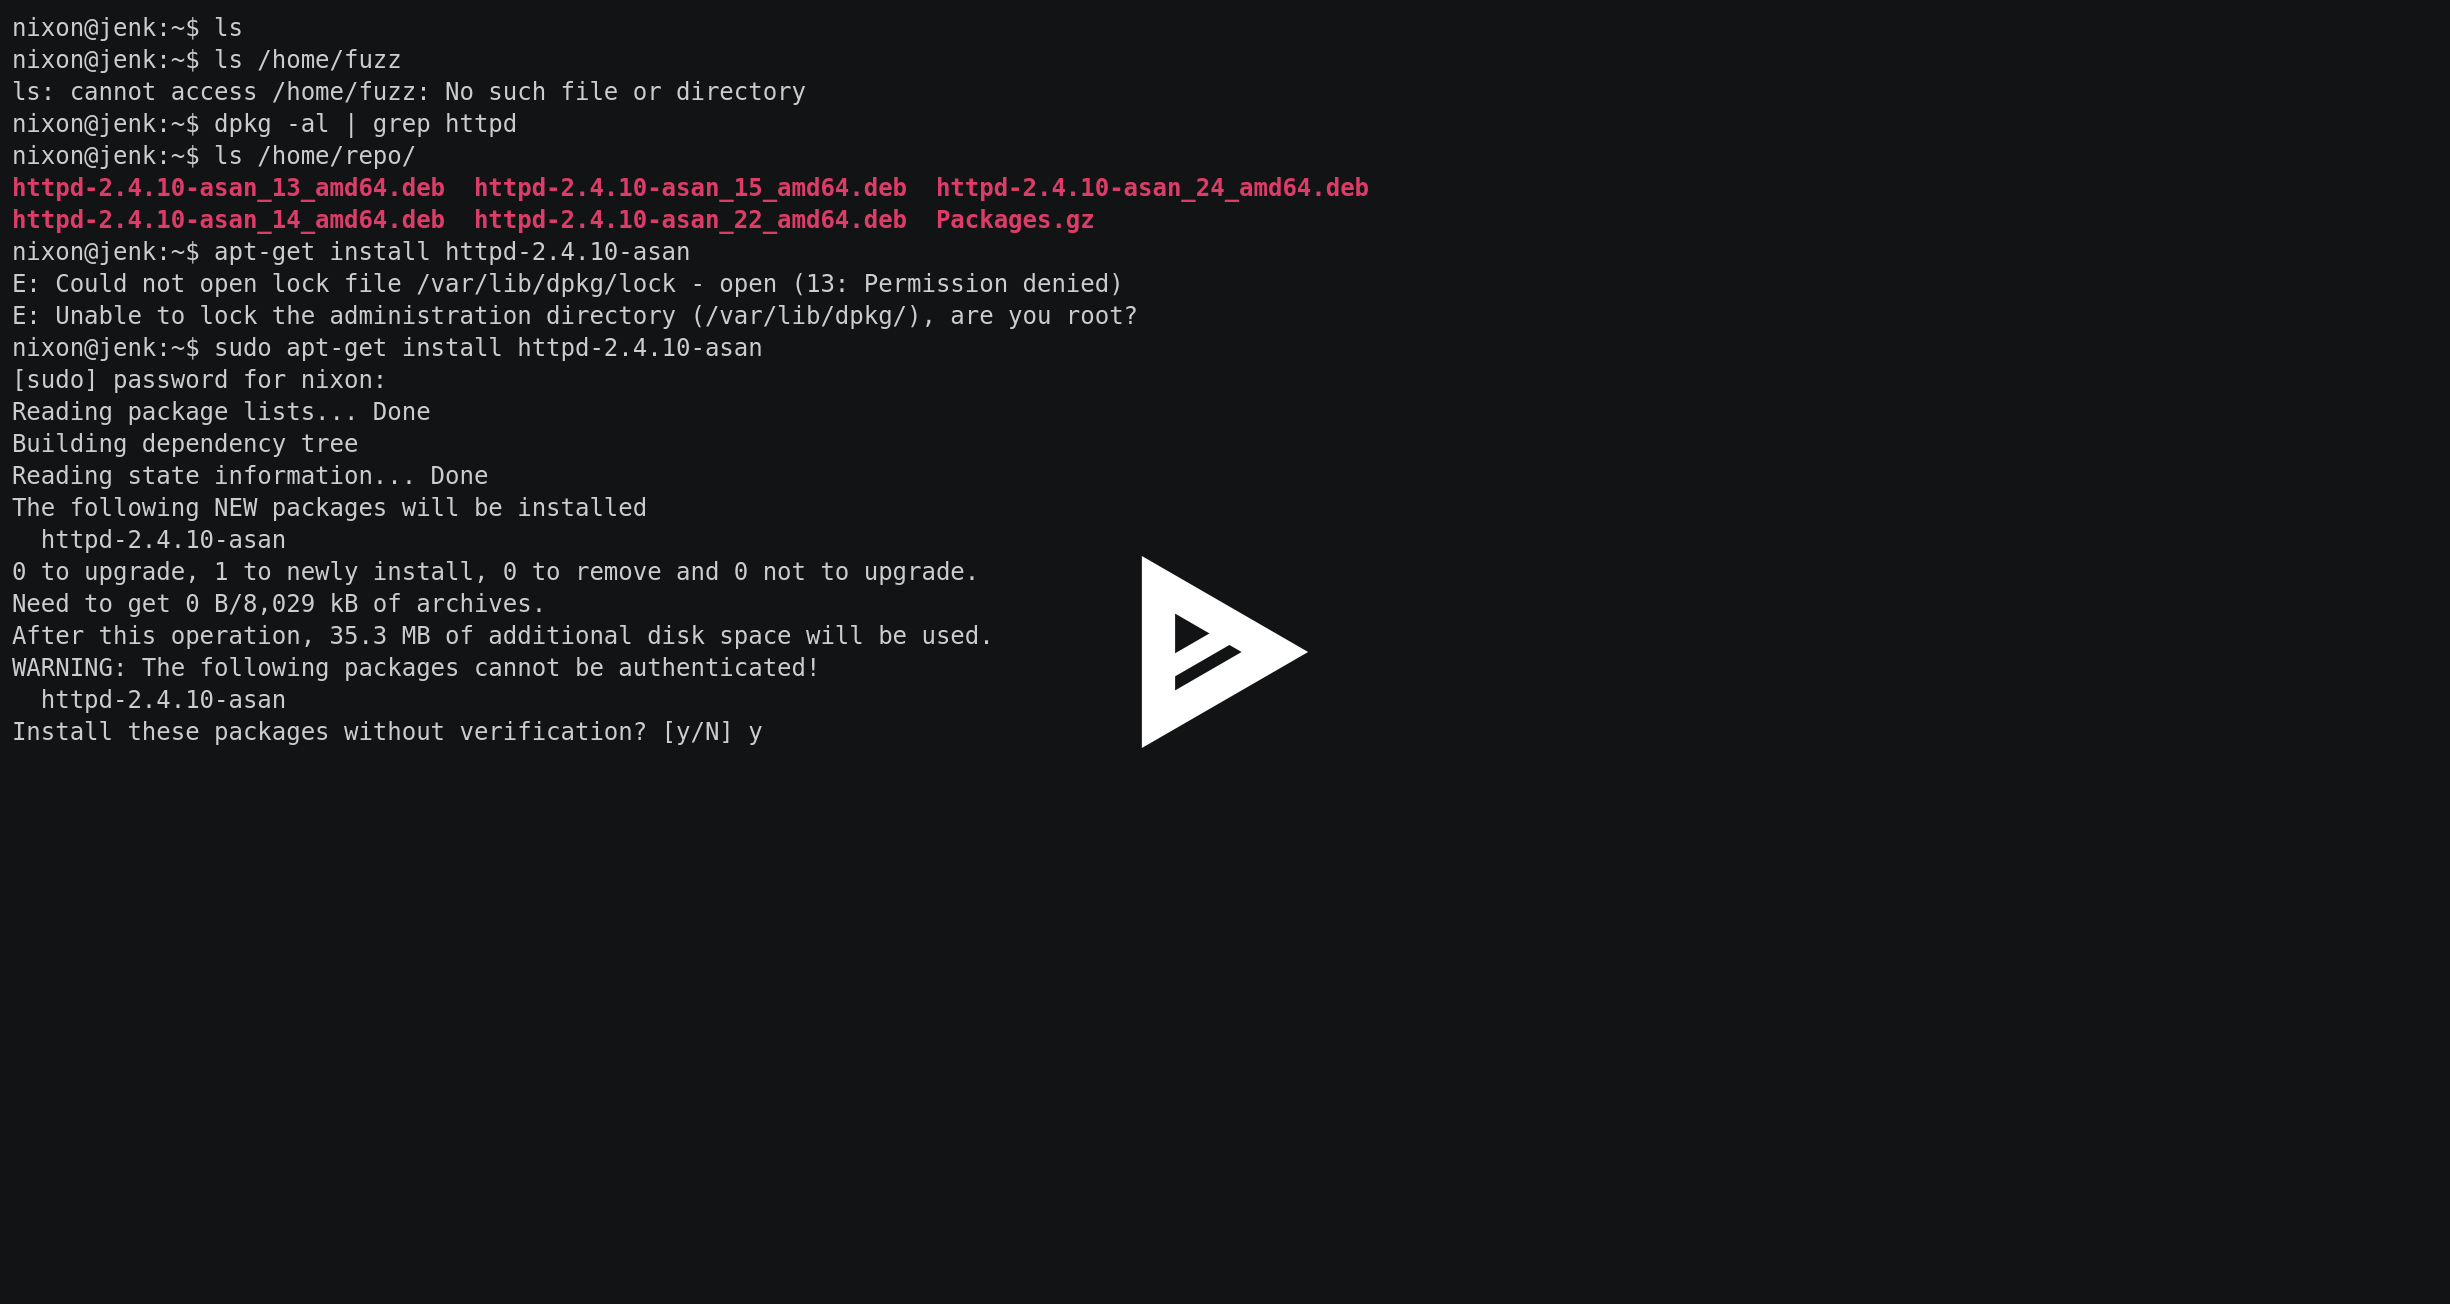 nixon@jenk:~$ ls
nixon@jenk:~$ ls /home/fuzz
ls: cannot access /home/fuzz: No such file or directory
nixon@jenk:~$ dpkg -al | grep httpd
nixon@jenk:~$ ls /home/repo/
httpd-2.4.10-asan_13_amd64.deb  httpd-2.4.10-asan_15_amd64.deb  httpd-2.4.10-asan_24_amd64.deb
httpd-2.4.10-asan_14_amd64.deb  httpd-2.4.10-asan_22_amd64.deb  Packages.gz
nixon@jenk:~$ apt-get install httpd-2.4.10-asan
E: Could not open lock file /var/lib/dpkg/lock - open (13: Permission denied)
E: Unable to lock the administration directory (/var/lib/dpkg/), are you root?
nixon@jenk:~$ sudo apt-get install httpd-2.4.10-asan
[sudo] password for nixon:
Reading package lists... Done
Building dependency tree
Reading state information... Done
The following NEW packages will be installed
  httpd-2.4.10-asan
0 to upgrade, 1 to newly install, 0 to remove and 0 not to upgrade.
Need to get 0 B/8,029 kB of archives.
After this operation, 35.3 MB of additional disk space will be used.
WARNING: The following packages cannot be authenticated!
  httpd-2.4.10-asan
Install these packages without verification? [y/N] y